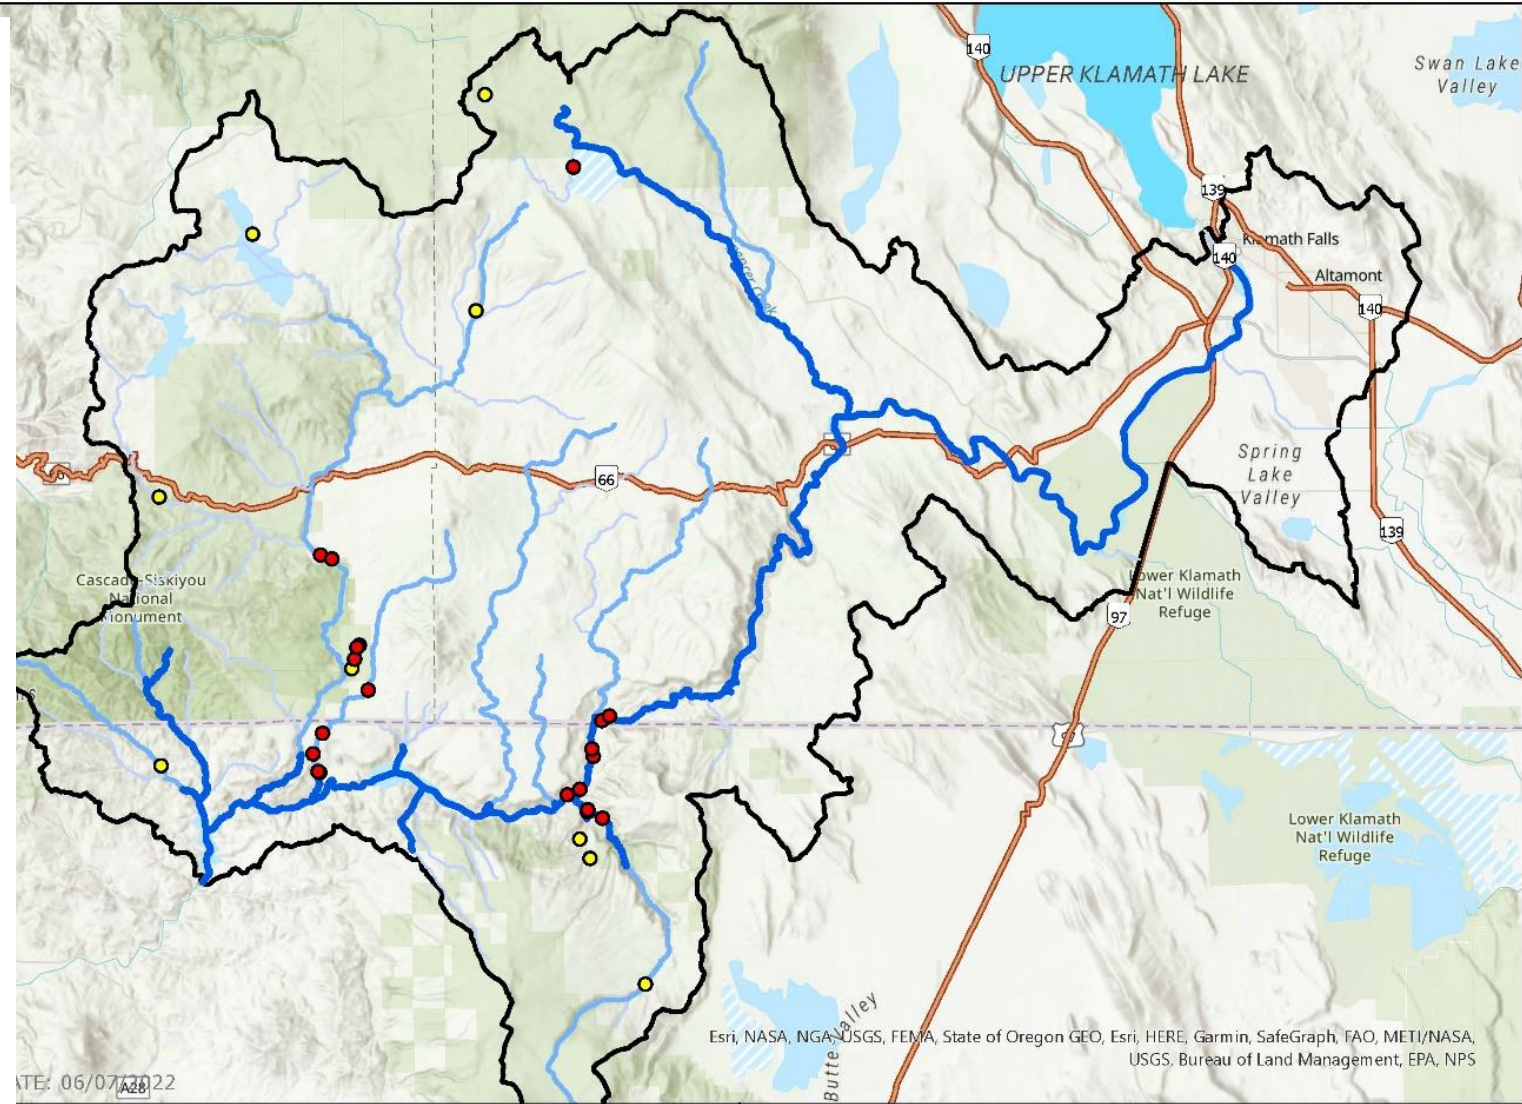 140
UPPER KLAMATH LAKE
Swan Lake
Valley
139
Klamath Falls
140
Altamont
140
Spencer Creek
66
Spring
Lake
Valley
139
Cascade-Siskiyou
National
Monument
Lower Klamath
Nat'l Wildlife
Refuge
97
Lower Klamath
Nat'l Wildlife
Refuge
Butte Valley
Esri, NASA, NGA, USGS, FEMA, State of Oregon GEO, Esri, HERE, Garmin, SafeGraph, FAO, METI/NASA,
USGS, Bureau of Land Management, EPA, NPS
ATE: 06/07/2022
A28